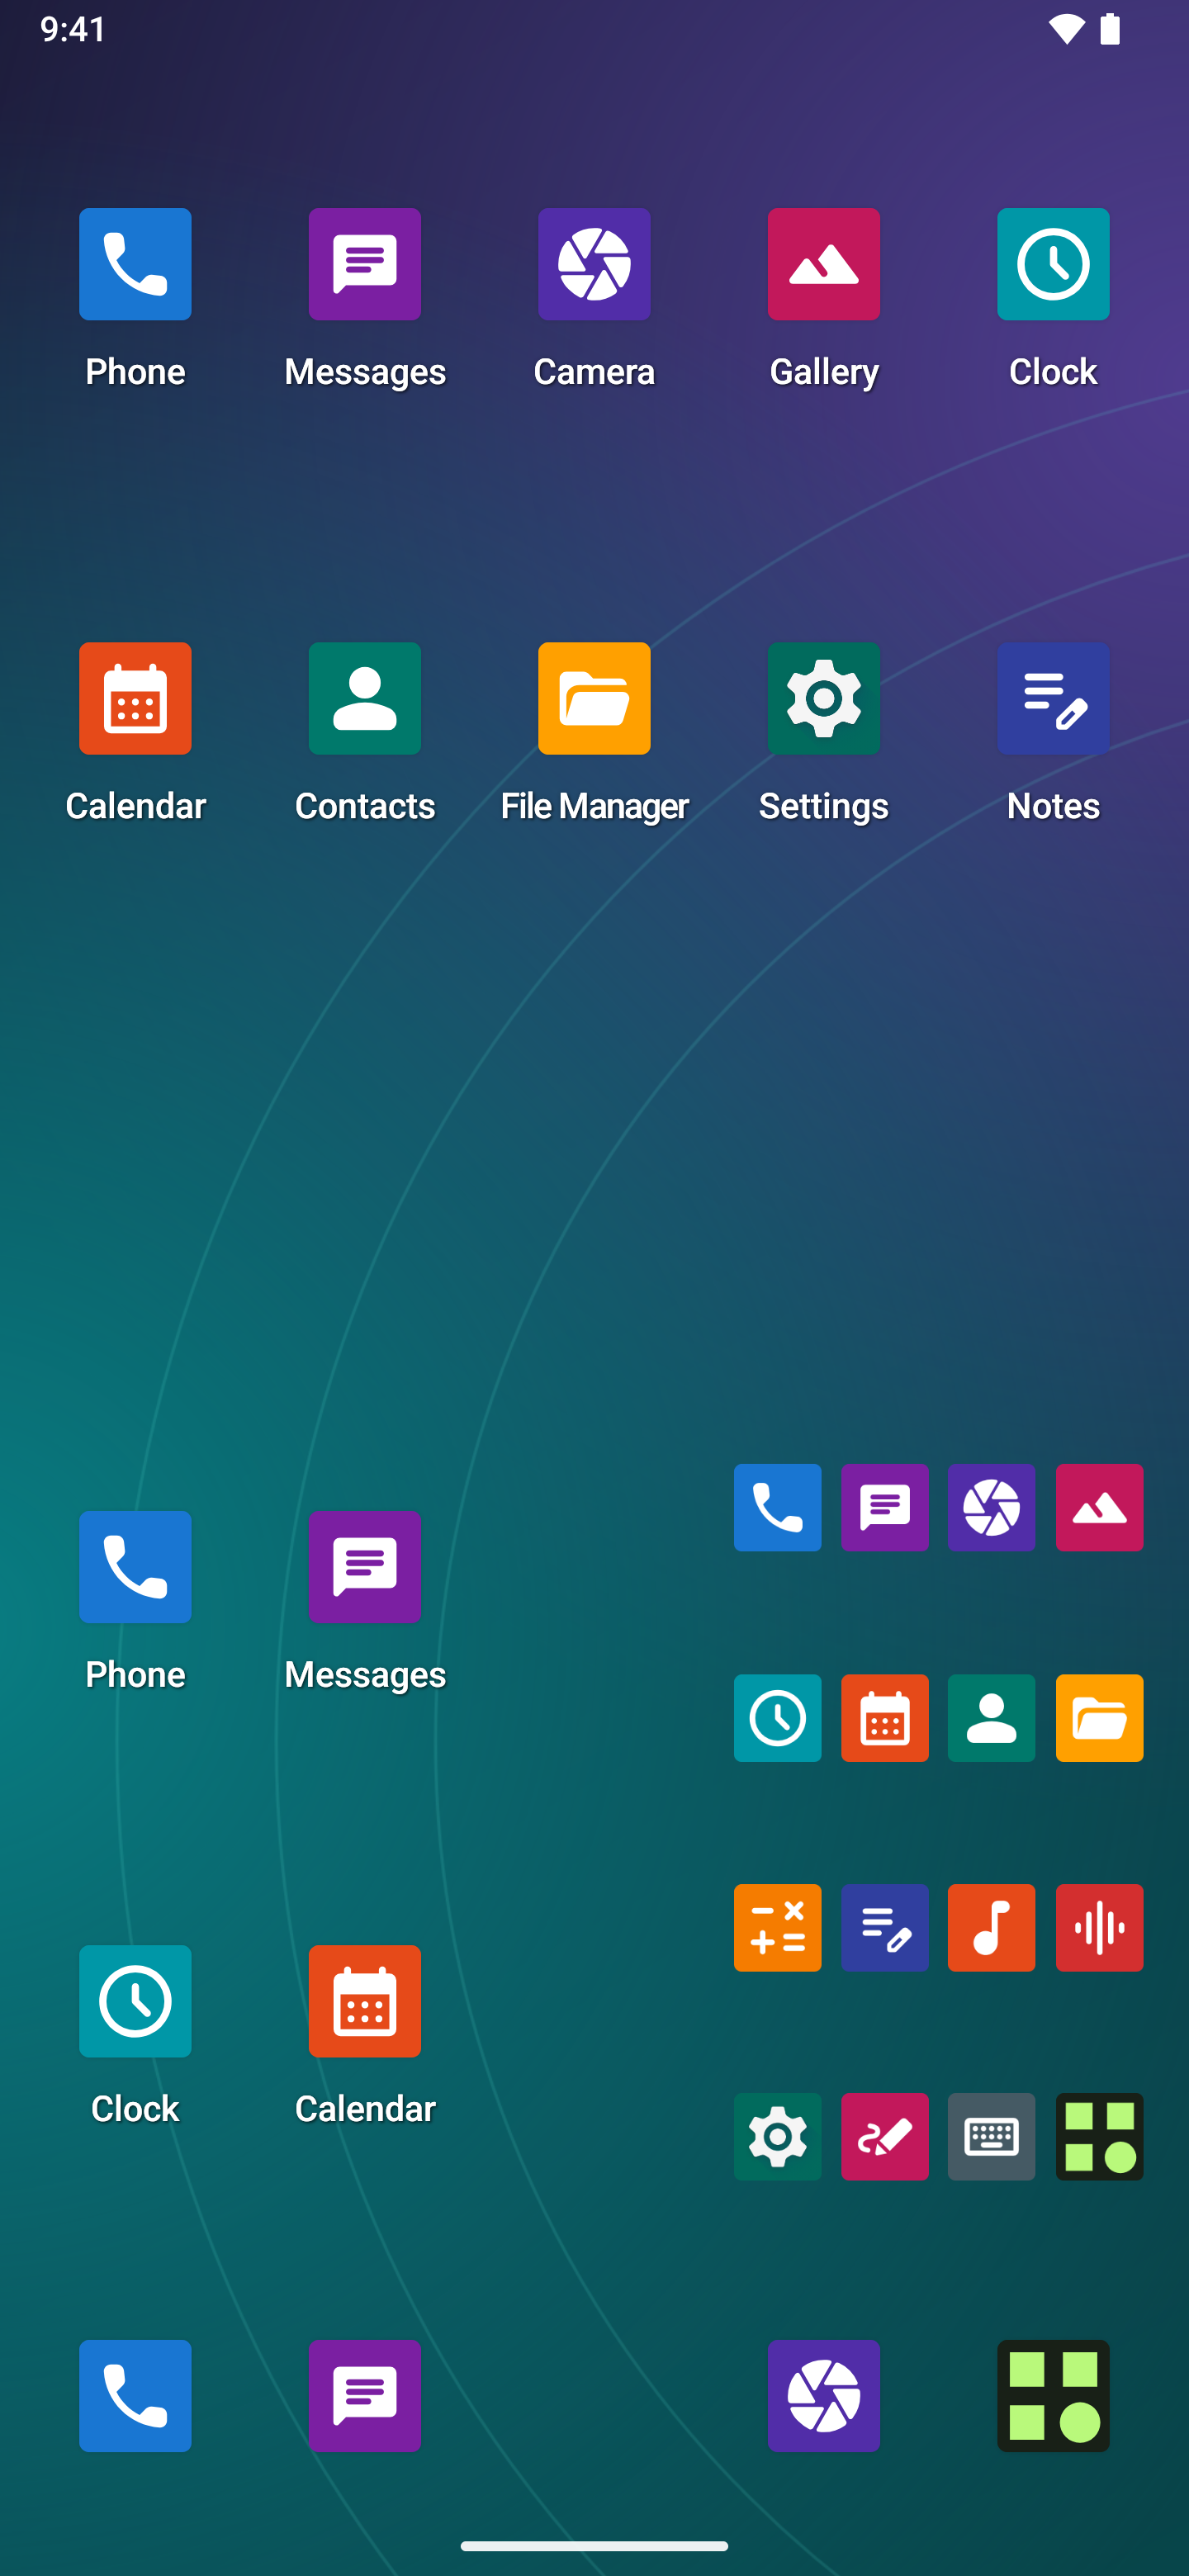 9:41
Phone Messages Camera Gallery Clock
Calendar Contacts File Manager Settings Notes
Phone Messages
Clock Calendar